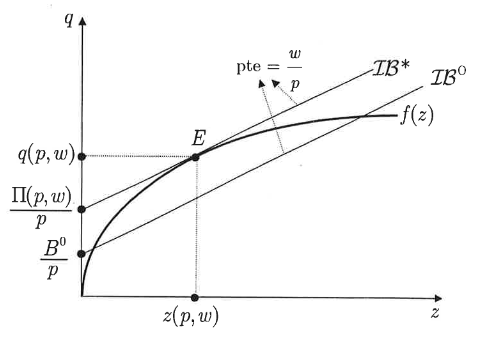 q
pte = w/p
ℐℬ*
ℐℬ⁰
f(z)
E
q(p, w)
Π(p, w)/p
B⁰/p
z(p, w)
z